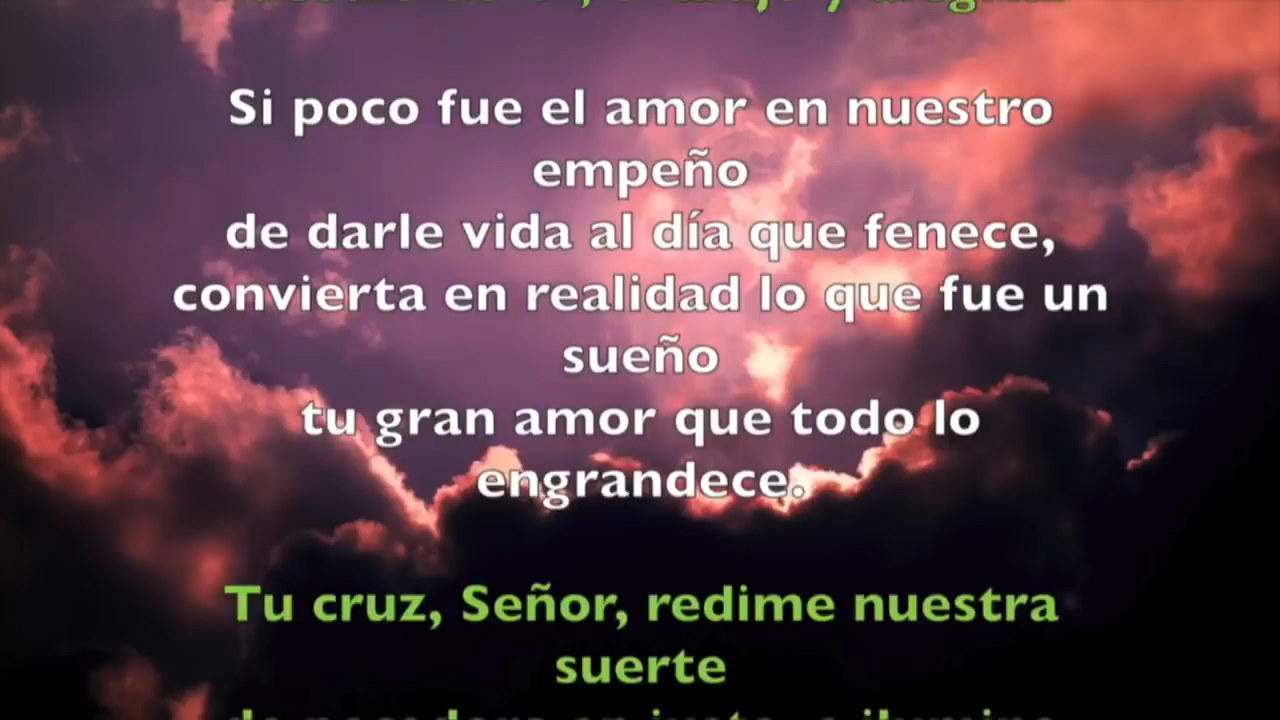 Si poco fue el amor en nuestro
empeño
de darle vida al día que fenece,
convierta en realidad lo que fue un
sueño
tu gran amor que todo lo
engrandece.
Tu cruz, Señor, redime nuestra
suerte